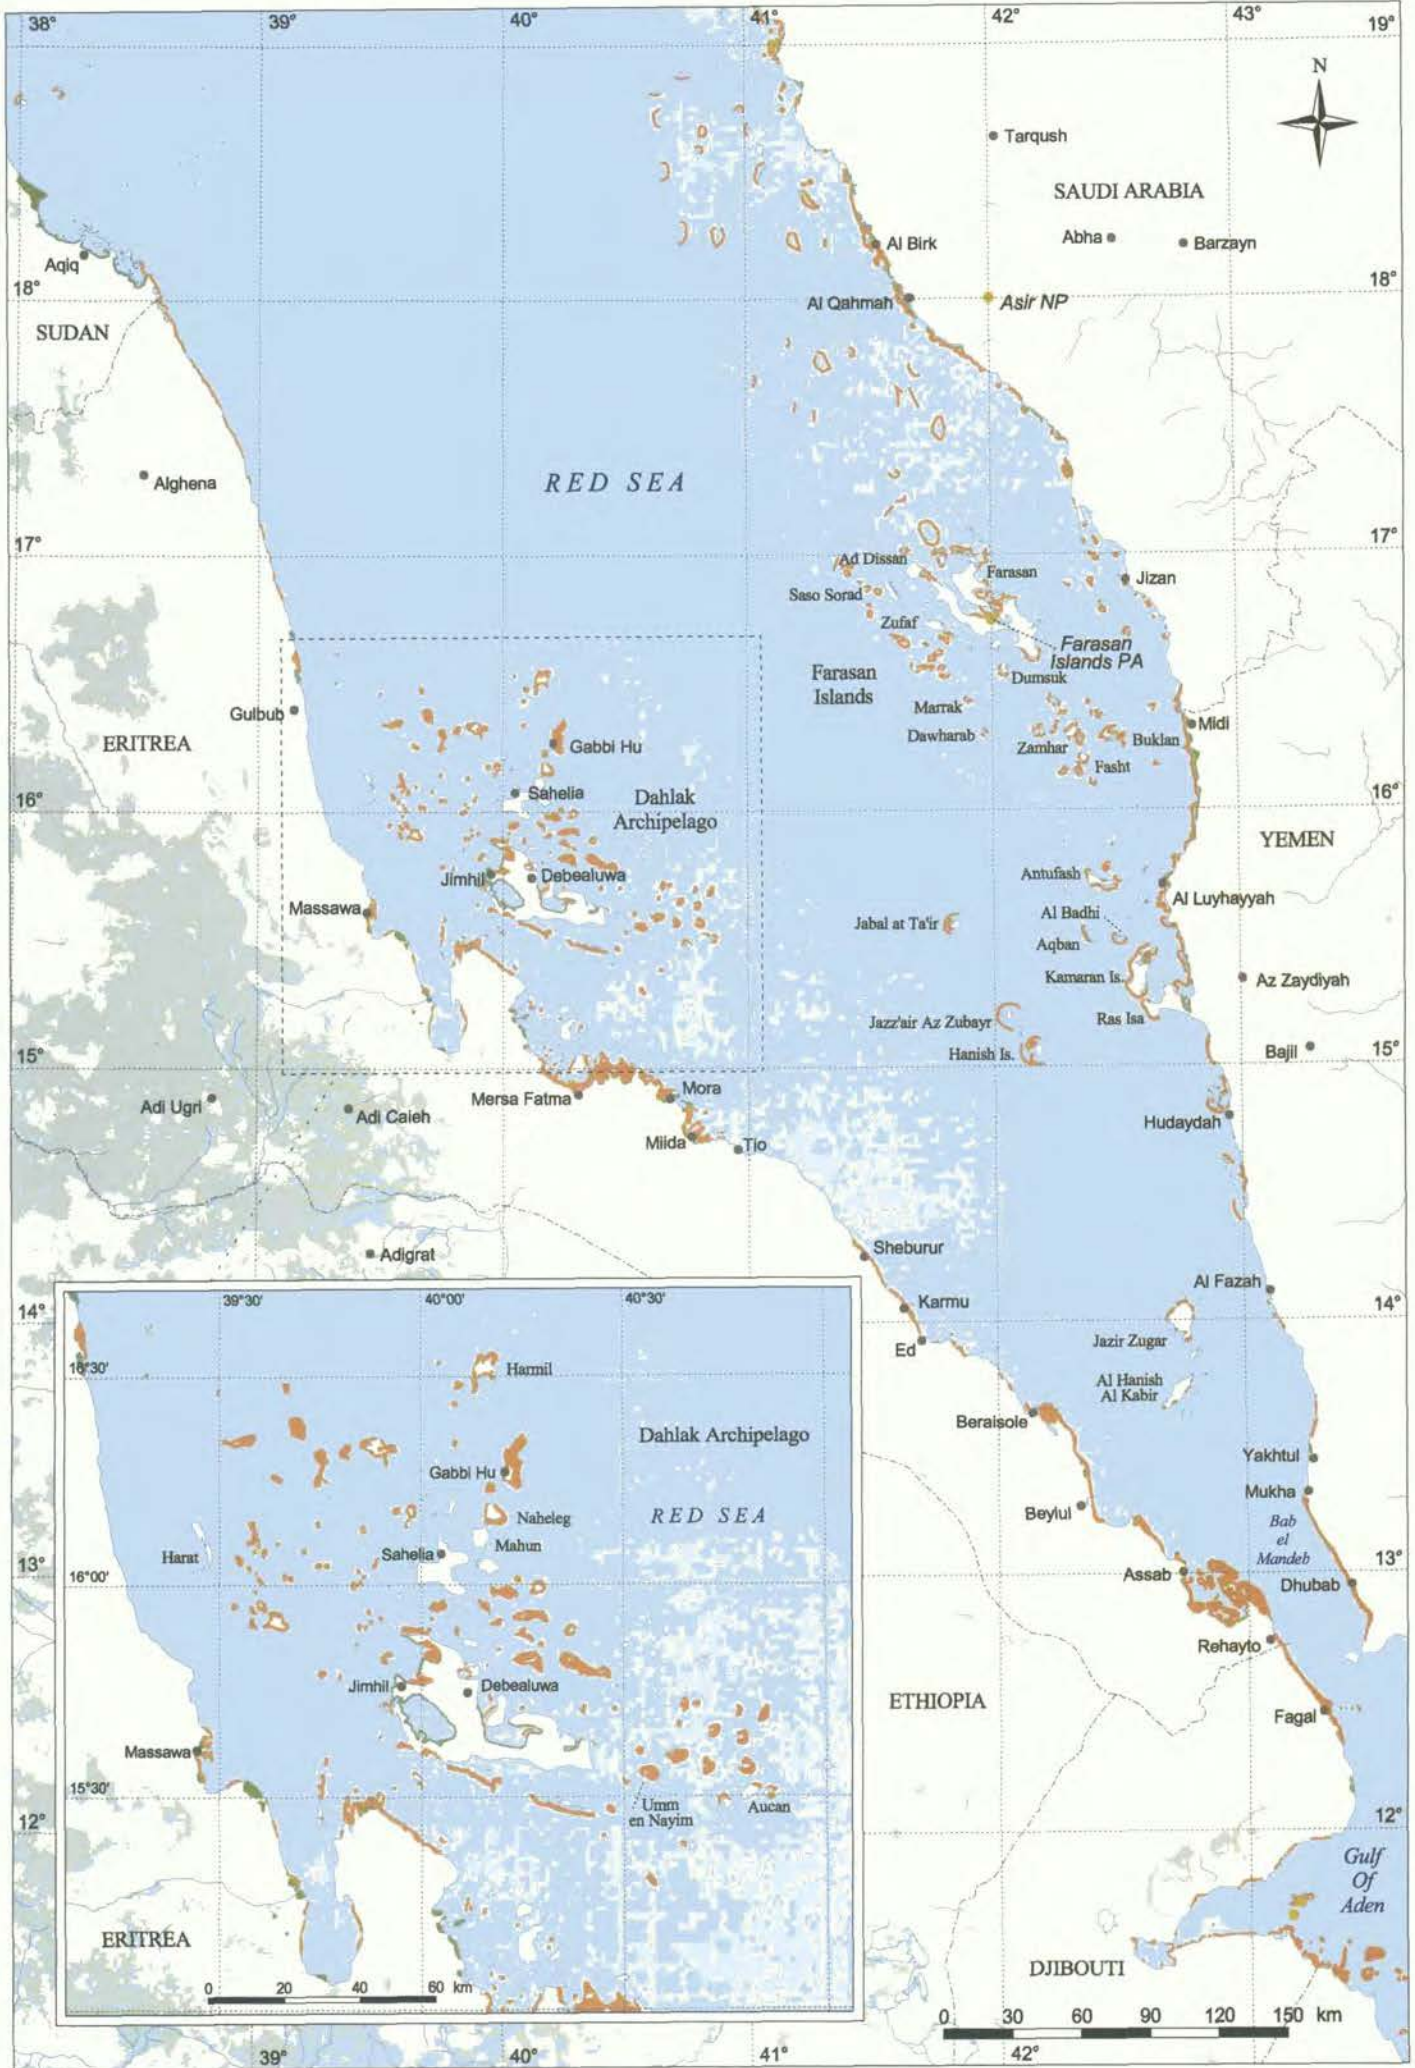 38°
39°
40°
41°
42°
43°
19°
N
Tarqush
SAUDI ARABIA
Abha
Barzayn
Al Birk
Aqiq
18°
18°
Al Qahmah
Asir NP
SUDAN
RED SEA
Alghena
17°
17°
Ad Dissan
Farasan
Jizan
Saso Sorad
Zufaf
Farasan
Islands PA
Farasan
Islands
Dumsuk
Marrak
Gulbub
Midi
Dawharab
Zamhar
Buklan
ERITREA
Gabbi Hu
Fasht
Sahelia
16°
16°
Dahlak
Archipelago
YEMEN
Jimhil
Debealuwa
Antufash
Al Luyhayyah
Massawa
Al Badhi
Jabal at Ta'ir
Aqban
Kamaran Is.
Az Zaydiyah
Jazz'air Az Zubayr
Ras Isa
Hanish Is.
15°
15°
Bajil
Adi Ugri
Adi Caieh
Mersa Fatma
Mora
Hudaydah
Miida
Tio
Adigrat
Sheburur
Al Fazah
14°
14°
Karmu
Ed
Jazir Zugar
Al Hanish
Al Kabir
Beraisole
Yakhtul
Beylul
Mukha
Bab
el
Mandeb
13°
13°
Assab
Dhubab
Rehayto
ETHIOPIA
Fagal
12°
12°
Gulf
Of
Aden
DJIBOUTI
0 30 60 90 120 150 km
39°
40°
41°
42°
39°30'
40°00'
40°30'
16°30'
Harmil
Dahlak Archipelago
Gabbi Hu
Naheleg
RED SEA
Mahun
Harat
Sahelia
16°00'
Jimhil
Debealuwa
Massawa
15°30'
Umm
en Nayim
Aucan
ERITREA
0 20 40 60 km